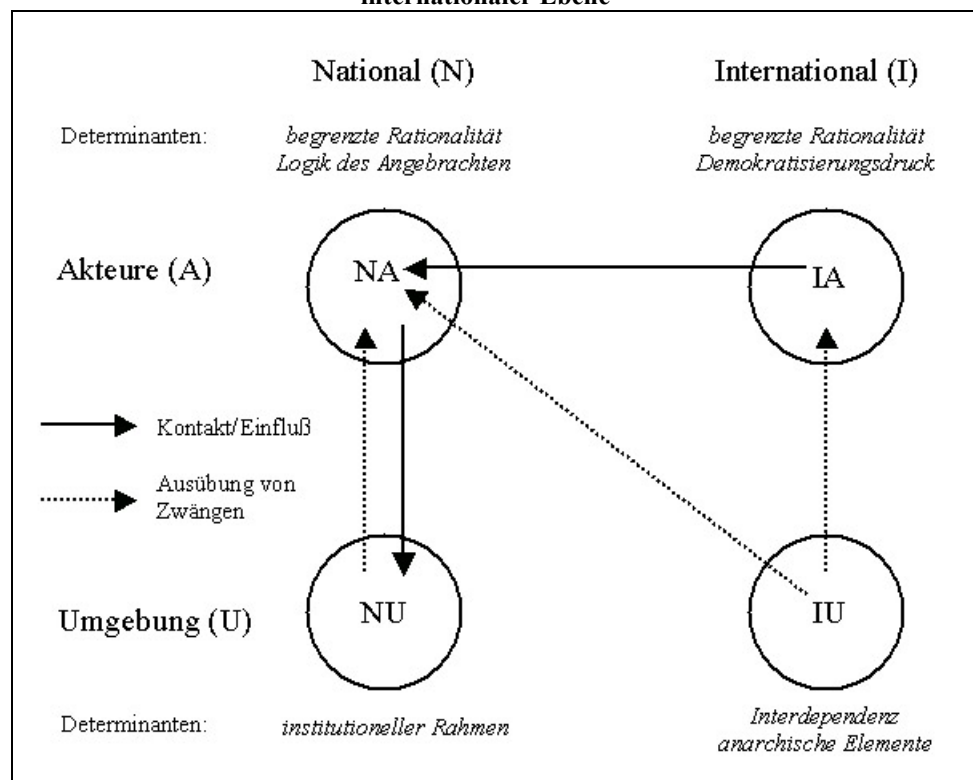 internationaler Ebene
National (N)
International (I)
Determinanten:
begrenzte Rationalität
Logik des Angebrachten
begrenzte Rationalität
Demokratisierungsdruck
Akteure (A)
NA
IA
Kontakt/Einfluß
Ausübung von
Zwängen
Umgebung (U)
NU
IU
Determinanten:
institutioneller Rahmen
Interdependenz
anarchische Elemente